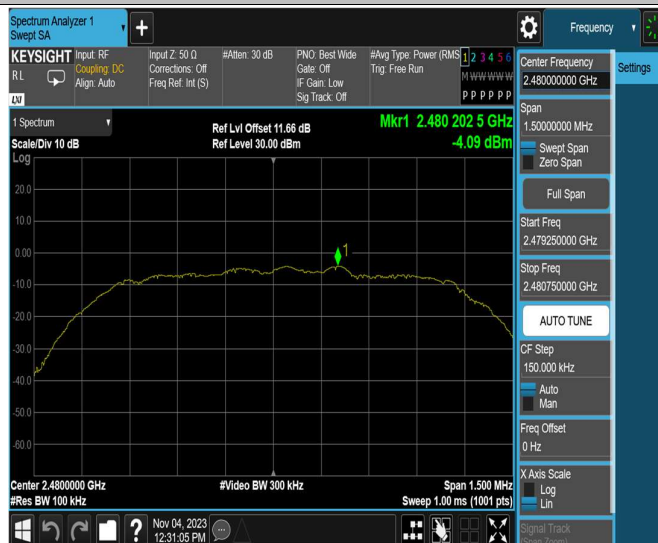 Spectrum Analyzer 1
Swept SA
+
Frequency
KEYSIGHT
RL
LXI
Input: RF
Coupling: DC
Align: Auto
Input Z: 50 Ω
Corrections: Off
Freq Ref: Int (S)
#Atten: 30 dB
PNO: Best Wide
Gate: Off
IF Gain: Low
Sig Track: Off
#Avg Type: Power (RMS
Trig: Free Run
1 2 3 4 5 6
M W W W W W
P P P P P P
1 Spectrum
Scale/Div 10 dB
Ref Lvl Offset 11.66 dB
Ref Level 30.00 dBm
Mkr1 2.480 202 5 GHz
-4.09 dBm
Log
20.0
10.0
0.00
-10.0
-20.0
-30.0
-40.0
-50.0
-60.0
1
Center 2.4800000 GHz
#Res BW 100 kHz
#Video BW 300 kHz
Span 1.500 MHz
Sweep 1.00 ms (1001 pts)
Nov 04, 2023
12:31:05 PM
?
Center Frequency
2.480000000 GHz
Settings
Span
1.50000000 MHz
Swept Span
Zero Span
Full Span
Start Freq
2.479250000 GHz
Stop Freq
2.480750000 GHz
AUTO TUNE
CF Step
150.000 kHz
Auto
Man
Freq Offset
0 Hz
X Axis Scale
Log
Lin
Signal Track
(Span Zoom)